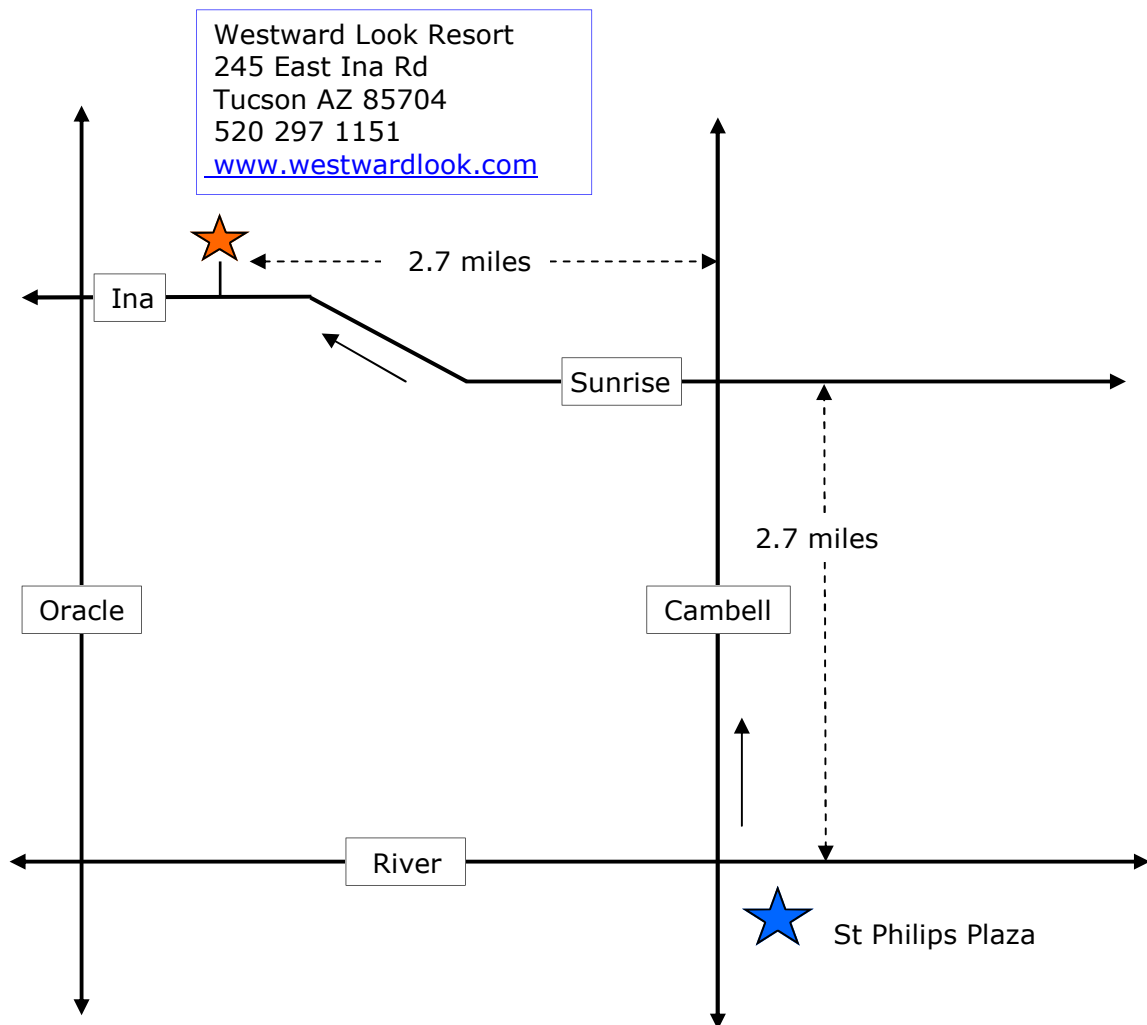 Westward Look Resort
245 East Ina Rd
Tucson AZ 85704
520 297 1151
www.westwardlook.com
2.7 miles
Ina
Sunrise
2.7 miles
Oracle
Cambell
River
St Philips Plaza